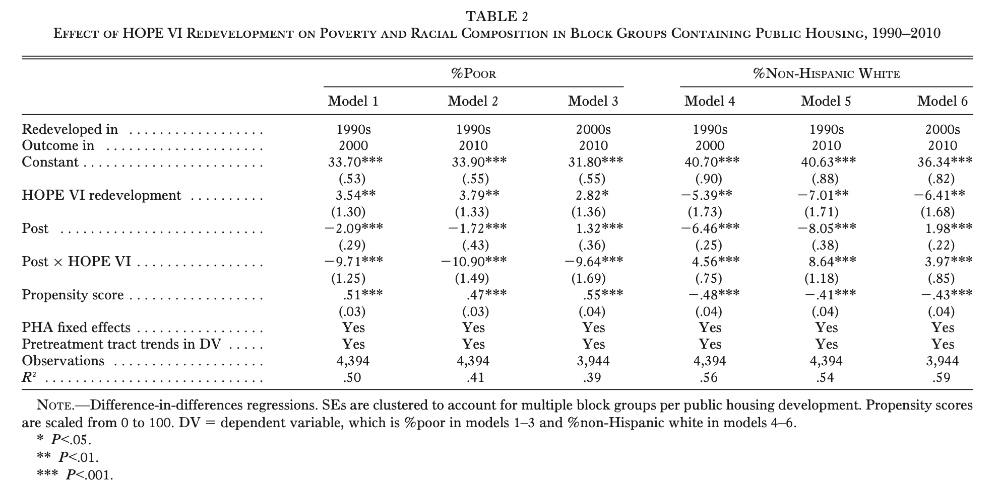 TABLE 2
Effect of HOPE VI Redevelopment on Poverty and Racial Composition in Block Groups Containing Public Housing, 1990–2010
%Poor %Non-Hispanic White
Model 1 Model 2 Model 3 Model 4 Model 5 Model 6
Redeveloped in .................. 1990s 1990s 2000s 1990s 1990s 2000s
Outcome in ..................... 2000 2010 2010 2000 2010 2010
Constant ........................ 33.70*** 33.90*** 31.80*** 40.70*** 40.63*** 36.34***
(.53) (.55) (.55) (.90) (.88) (.82)
HOPE VI redevelopment .......... 3.54** 3.79** 2.82* −5.39** −7.01** −6.41**
(1.30) (1.33) (1.36) (1.73) (1.71) (1.68)
Post ........................... −2.09*** −1.72*** 1.32*** −6.46*** −8.05*** 1.98***
(.29) (.43) (.36) (.25) (.38) (.22)
Post × HOPE VI ................. −9.71*** −10.90*** −9.64*** 4.56*** 8.64*** 3.97***
(1.25) (1.49) (1.69) (.75) (1.18) (.85)
Propensity score .................. .51*** .47*** .55*** −.48*** −.41*** −.43***
(.03) (.03) (.04) (.04) (.04) (.04)
PHA fixed effects ................. Yes Yes Yes Yes Yes Yes
Pretreatment tract trends in DV ..... Yes Yes Yes Yes Yes Yes
Observations .................... 4,394 4,394 3,944 4,394 4,394 3,944
R² ............................. .50 .41 .39 .56 .54 .59
Note.—Difference-in-differences regressions. SEs are clustered to account for multiple block groups per public housing development. Propensity scores
are scaled from 0 to 100. DV = dependent variable, which is %poor in models 1–3 and %non-Hispanic white in models 4–6.
* P<.05.
** P<.01.
*** P<.001.